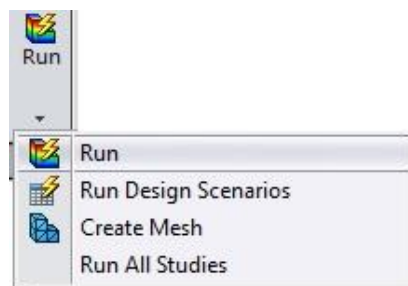 Run
Run
Run Design Scenarios
Create Mesh
Run All Studies